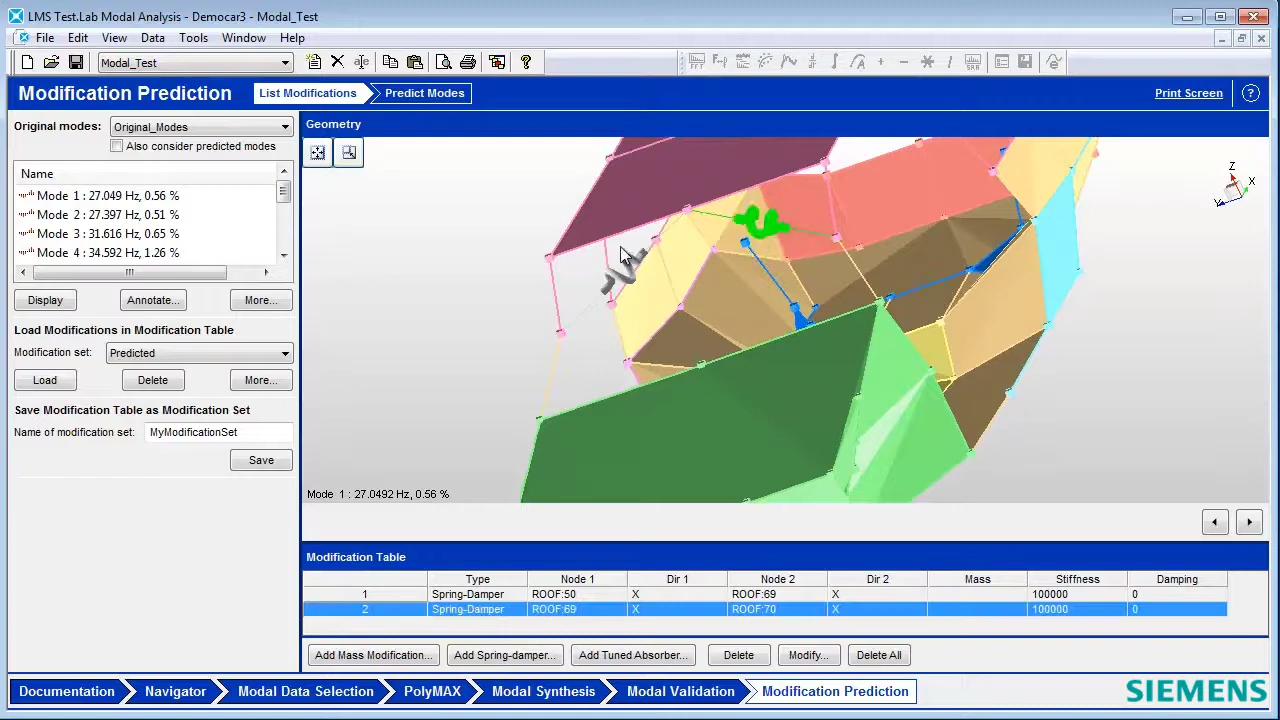 LMS Test.Lab Modal Analysis - Democar3 - Modal_Test
File Edit View Data Tools Window Help
Modal_Test
Modification Prediction List Modifications Predict Modes Print Screen ?
Original modes: Original_Modes
Also consider predicted modes
Name
Mode 1 : 27.049 Hz, 0.56 %
Mode 2 : 27.397 Hz, 0.51 %
Mode 3 : 31.616 Hz, 0.65 %
Mode 4 : 34.592 Hz, 1.26 %
Display Annotate... More...
Load Modifications in Modification Table
Modification set: Predicted
Load Delete More...
Save Modification Table as Modification Set
Name of modification set: MyModificationSet
Save
Geometry
Z
X
Y
Mode 1 : 27.0492 Hz, 0.56 %
Modification Table
Type Node 1 Dir 1 Node 2 Dir 2 Mass Stiffness Damping
1 Spring-Damper ROOF:50 X ROOF:69 X 100000 0
2 Spring-Damper ROOF:69 X ROOF:70 X 100000 0
Add Mass Modification... Add Spring-damper... Add Tuned Absorber... Delete Modify... Delete All
Documentation Navigator Modal Data Selection PolyMAX Modal Synthesis Modal Validation Modification Prediction
SIEMENS